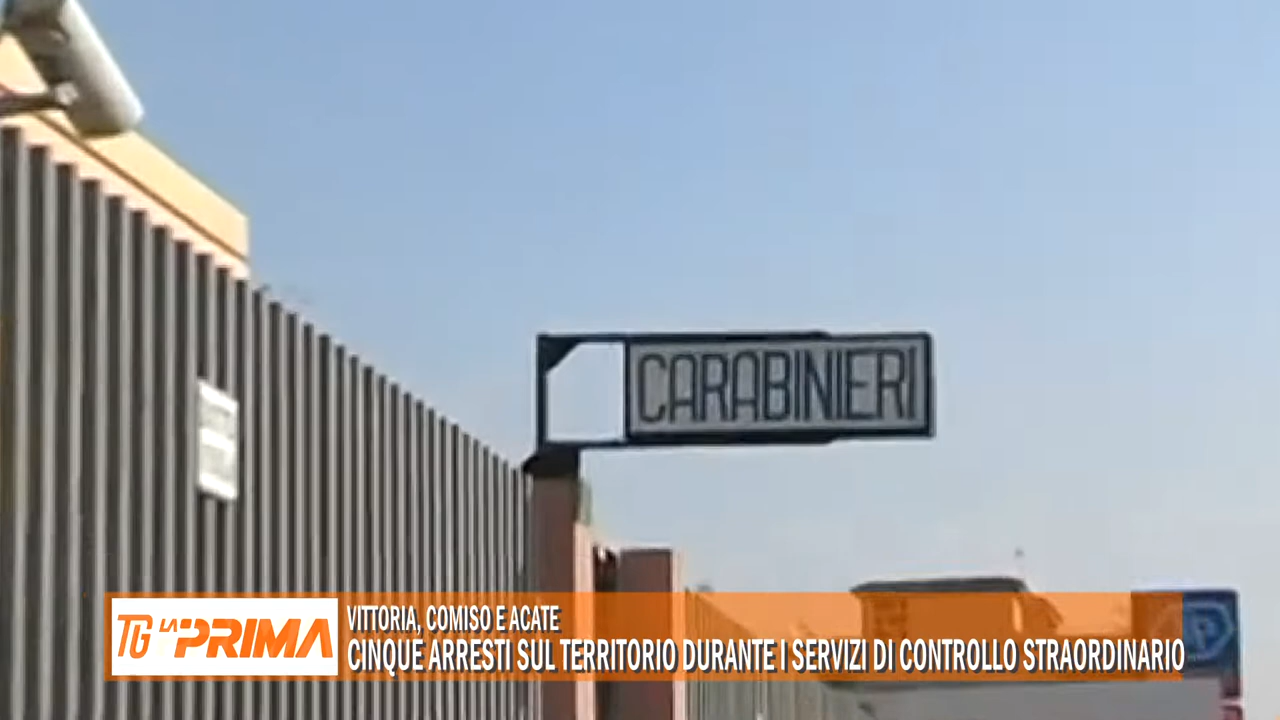 CARABINIERI
P
TG LA PRIMA
VITTORIA, COMISO E ACATE
CINQUE ARRESTI SUL TERRITORIO DURANTE I SERVIZI DI CONTROLLO STRAORDINARIO